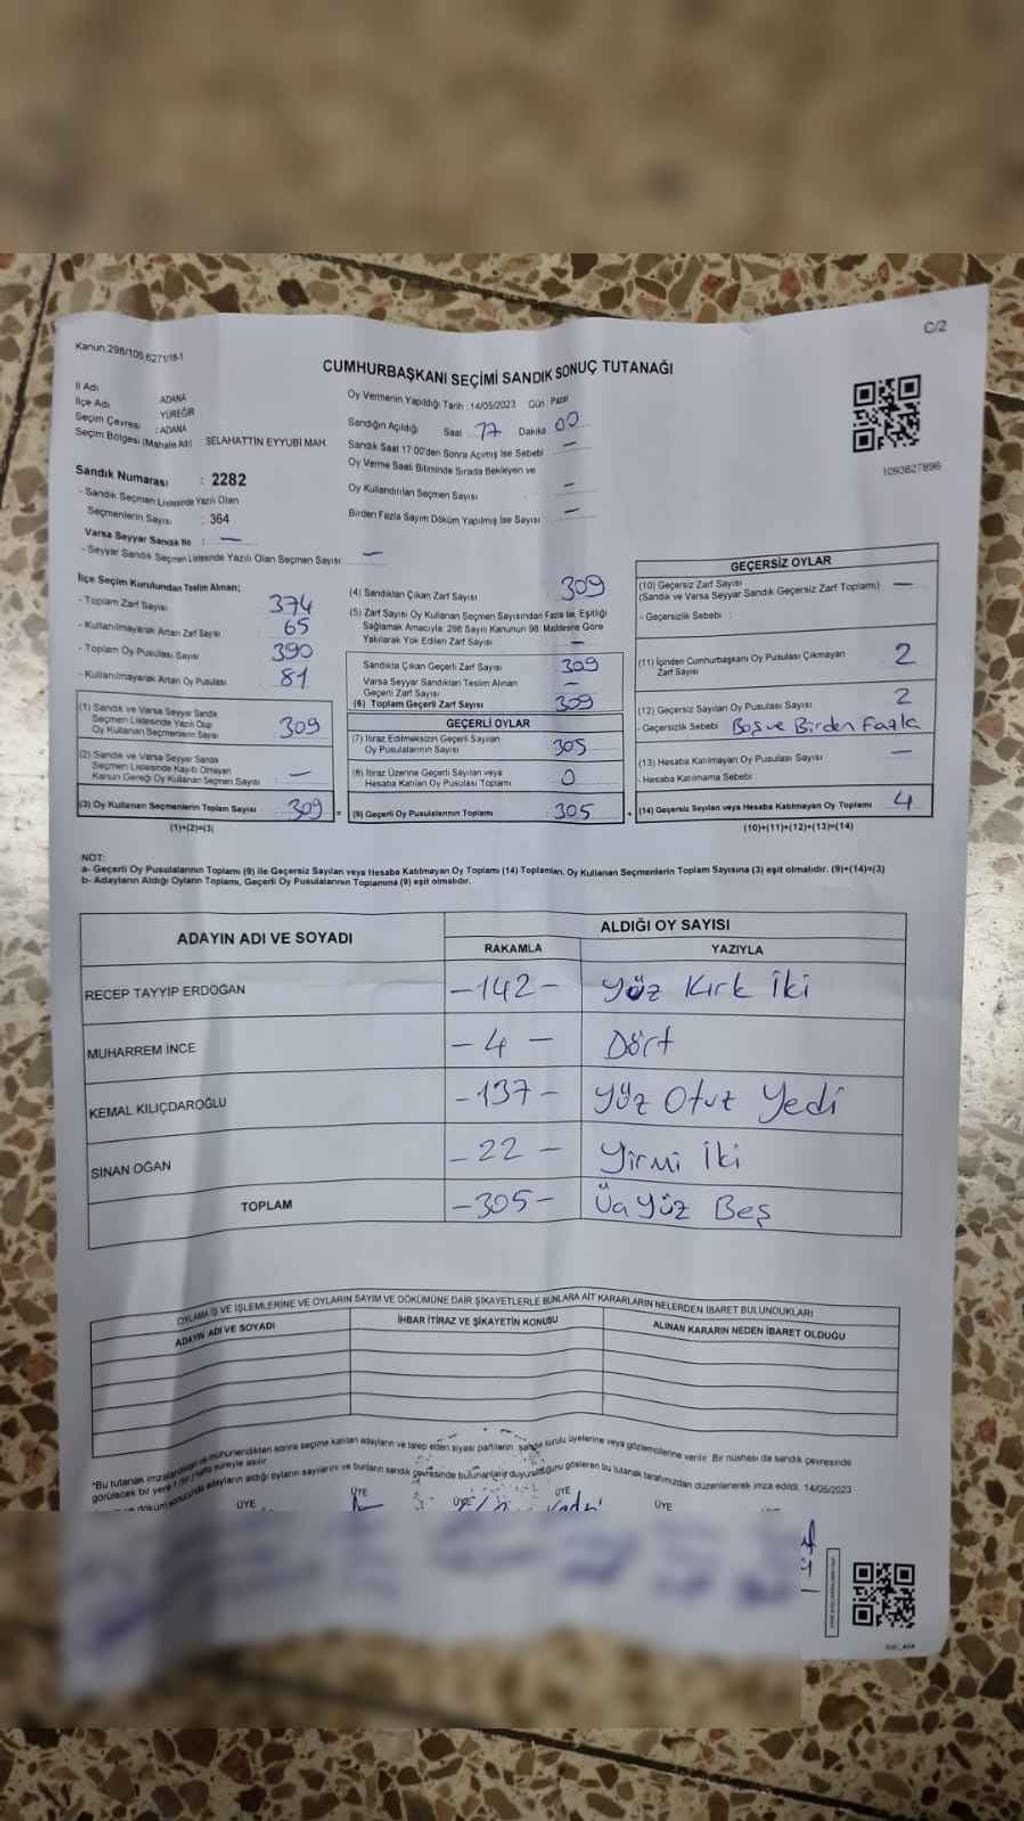 C/2
Kanun:298/105,6271/18-1
CUMHURBAŞKANI SEÇİMİ SANDIK SONUÇ TUTANAĞI
İl Adı ADANA
İlçe Adı YÜREĞİR
Seçim Çevresi : ADANA
Seçim Bölgesi (Mahalle Adı) SELAHATTİN EYYUBİ MAH.
Oy Vermenin Yapıldığı Tarih : 14/05/2023 Gün Pazar
Sandığın Açıldığı Saat 17 Dakika 00
Sandık Saat 17:00'den Sonra Açılmış İse Sebebi —
Oy Verme Saati Bitiminde Sırada Bekleyen ve
Oy Kullandırılan Seçmen Sayısı —
Birden Fazla Sayım Döküm Yapılmış İse Sayısı —
1093827896
Sandık Numarası : 2282
- Sandık Seçmen Listesinde Yazılı Olan
Seçmenlerin Sayısı : 364
Varsa Seyyar Sandık No : —
- Seyyar Sandık Seçmen Listesinde Yazılı Olan Seçmen Sayısı —
İlçe Seçim Kurulundan Teslim Alınan;
- Toplam Zarf Sayısı 374
- Kullanılmayarak Artan Zarf Sayısı 65
- Toplam Oy Pusulası Sayısı 390
- Kullanılmayarak Artan Oy Pusulası 81
(1) Sandık ve Varsa Seyyar Sandık
Seçmen Listesinde Yazılı Olup
Oy Kullanan Seçmenlerin Sayısı 309
(2) Sandık ve Varsa Seyyar Sandık
Seçmen Listesinde Kayıtlı Olmayan
Kanun Gereği Oy Kullanan Seçmen Sayısı —
(3) Oy Kullanan Seçmenlerin Toplam Sayısı 309 =
(1)+(2)=(3)
(4) Sandıktan Çıkan Zarf Sayısı 309
(5) Zarf Sayısı Oy Kullanan Seçmen Sayısından Fazla İse, Eşitliği
Sağlamak Amacıyla; 298 Sayılı Kanunun 98. Maddesine Göre
Yakılarak Yok Edilen Zarf Sayısı —
Sandıkta Çıkan Geçerli Zarf Sayısı 309
Varsa Seyyar Sandıktan Teslim Alınan
Geçerli Zarf Sayısı —
(6) Toplam Geçerli Zarf Sayısı 309
GEÇERLİ OYLAR
(7) İtiraz Edilmeksizin Geçerli Sayılan
Oy Pusulalarının Sayısı 305
(8) İtiraz Üzerine Geçerli Sayılan veya
Hesaba Katılan Oy Pusulası Toplamı 0
(9) Geçerli Oy Pusulalarının Toplamı : 305 +
GEÇERSİZ OYLAR
(10) Geçersiz Zarf Sayısı —
(Sandık ve Varsa Seyyar Sandık Geçersiz Zarf Toplamı)
- Geçersizlik Sebebi
(11) İçinden Cumhurbaşkanı Oy Pusulası Çıkmayan
Zarf Sayısı 2
(12) Geçersiz Sayılan Oy Pusulası Sayısı 2
- Geçersizlik Sebebi Boş ve Birden Fazla
(13) Hesaba Katılmayan Oy Pusulası Sayısı —
- Hesaba Katılmama Sebebi
(14) Geçersiz Sayılan veya Hesaba Katılmayan Oy Toplamı 4
(10)+(11)+(12)+(13)=(14)
NOT:
a- Geçerli Oy Pusulalarının Toplamı (9) ile Geçersiz Sayılan veya Hesaba Katılmayan Oy Toplamı (14) Toplamları, Oy Kullanan Seçmenlerin Toplam Sayısına (3) eşit olmalıdır. (9)+(14)=(3)
b- Adayların Aldığı Oyların Toplamı, Geçerli Oy Pusulalarının Toplamına (9) eşit olmalıdır.
ADAYIN ADI VE SOYADI ALDIĞI OY SAYISI
RAKAMLA YAZIYLA
RECEP TAYYİP ERDOĞAN -142- Yüz Kırk İki
MUHARREM İNCE -4- Dört
KEMAL KILIÇDAROĞLU -137- Yüz Otuz Yedi
SİNAN OĞAN -22- Yirmi İki
TOPLAM -305- Üç Yüz Beş
OYLAMA İŞ VE İŞLEMLERİNE VE OYLARIN SAYIM VE DÖKÜMÜNE DAİR ŞİKAYETLERLE BUNLARA AİT KARARLARIN NELERDEN İBARET BULUNDUKLARI
ADAYIN ADI VE SOYADI İHBAR İTİRAZ VE ŞİKAYETİN KONUSU ALINAN KARARIN NEDEN İBARET OLDUĞU
*Bu tutanak imzalandıktan ve mühürlendikten sonra seçime katılan adayların ve talep eden siyasi partilerin, sandık kurulu üyelerine veya gözlemcilerine verilir. Bir nüshası da sandık çevresinde
görülecek bir yere 1 (bir) hafta süreyle asılır.
adayların aldığı oyların sayılarını ve bunların sandık çevresinde bulunanlara duyurulduğunu gösteren bu tutanak tarafımızdan düzenlenerek imza edildi. 14/05/2023
ÜYE ÜYE ÜYE ÜYE ÜYE